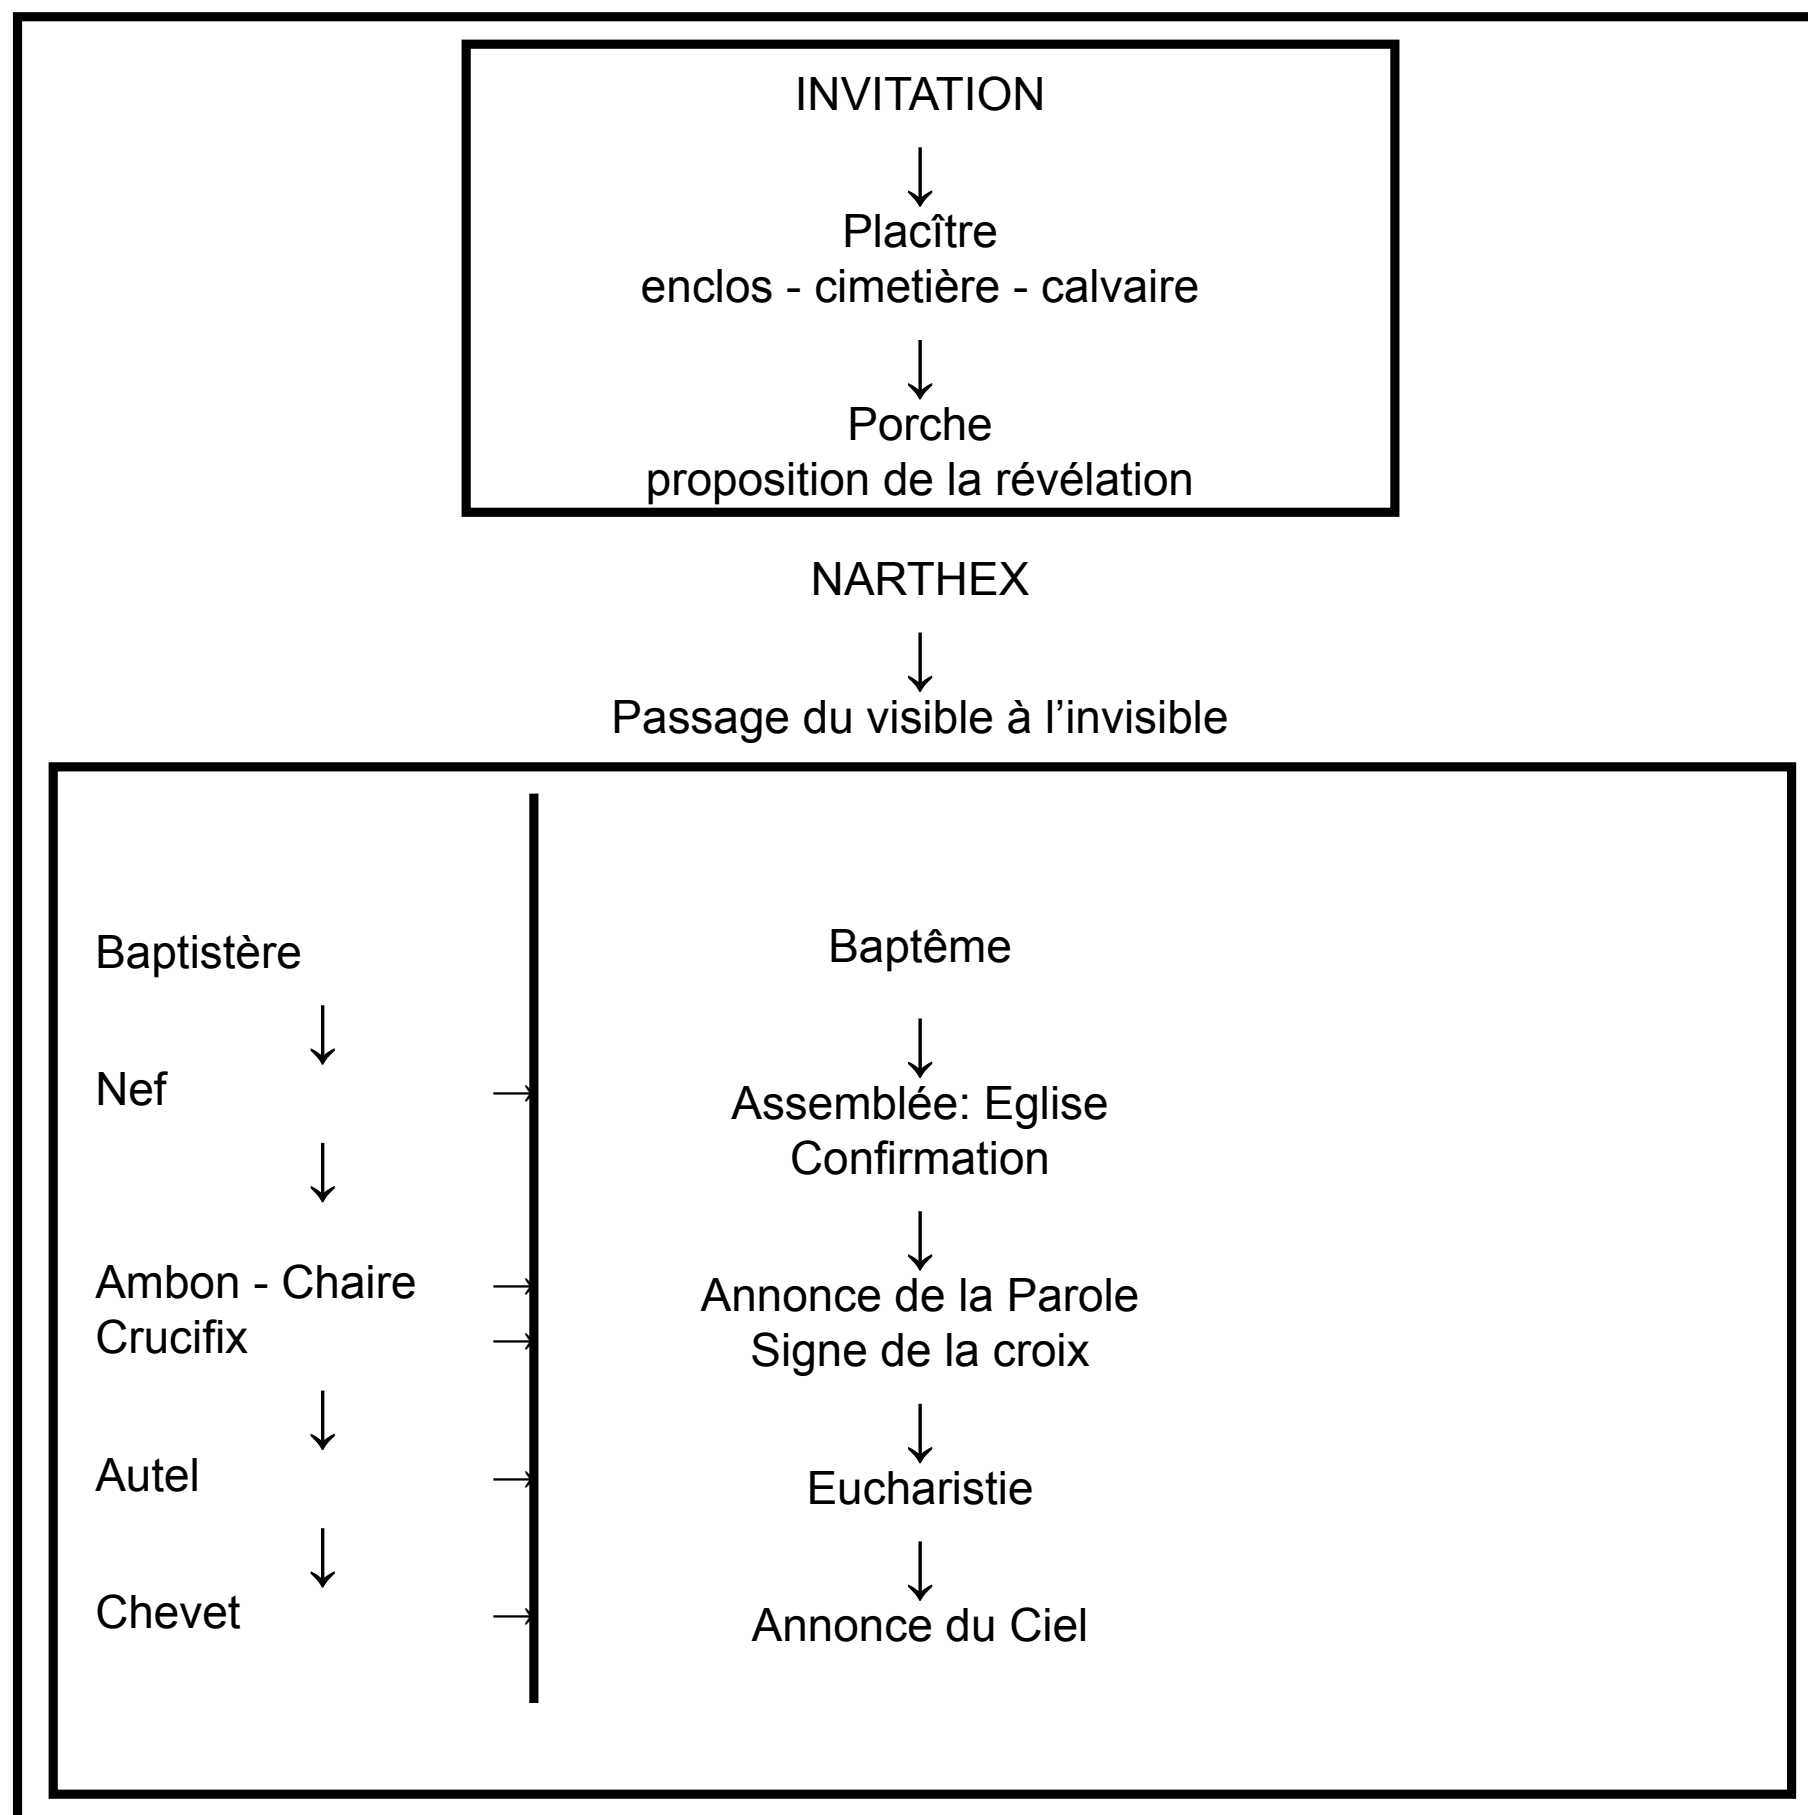 INVITATION
↓
Placître
enclos - cimetière - calvaire
↓
Porche
proposition de la révélation
NARTHEX
↓
Passage du visible à l’invisible
Baptistère
↓
Nef →
↓
Ambon - Chaire →
Crucifix →
↓
Autel →
↓
Chevet →
Baptême
↓
Assemblée: Eglise
Confirmation
↓
Annonce de la Parole
Signe de la croix
↓
Eucharistie
↓
Annonce du Ciel